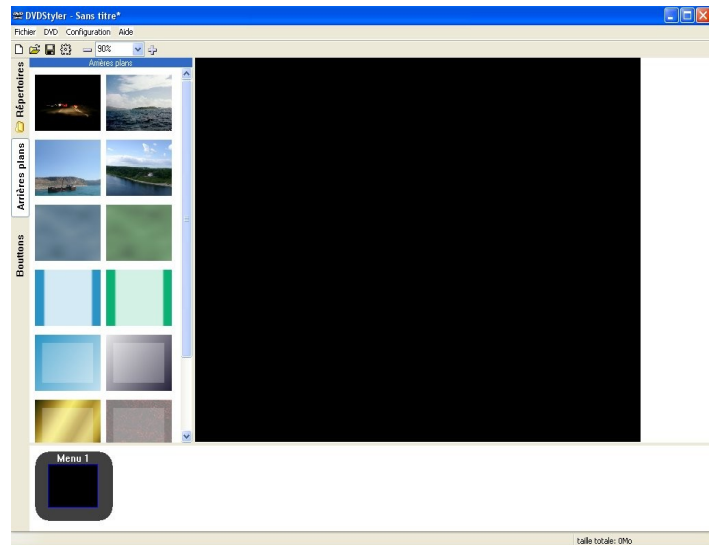 DVDStyler - Sans titre*
Fichier DVD Configuration Aide
90%
Arrières plans
Répertoires
Arrières plans
Bouttons
Menu 1
taille totale: 0Mo